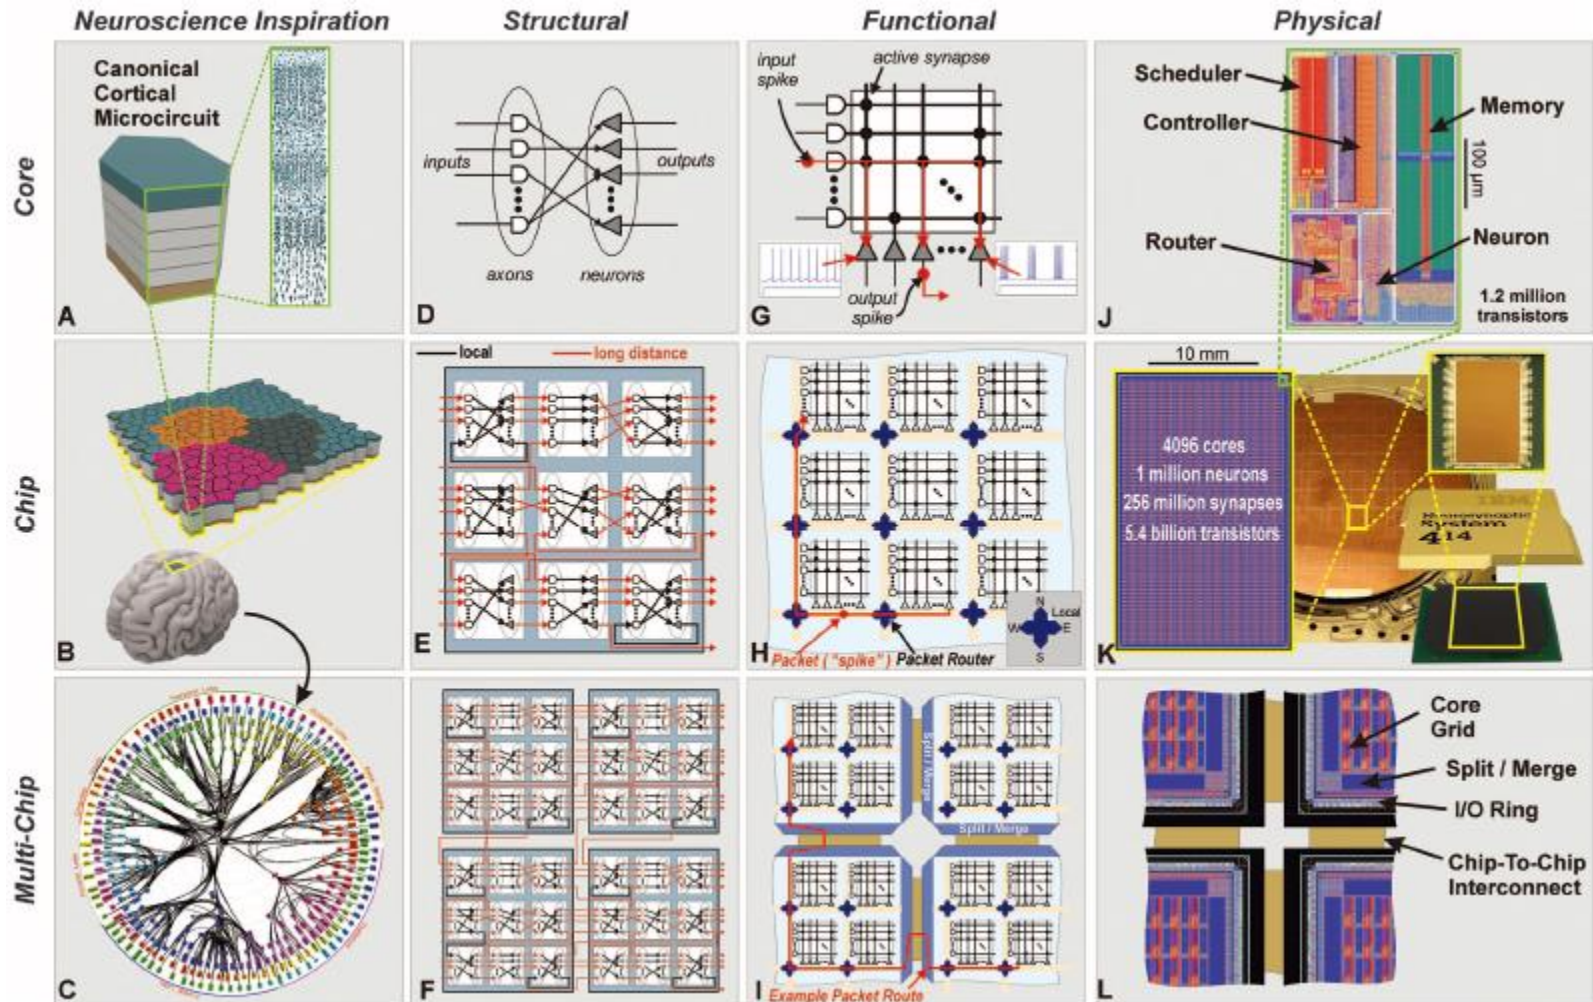 Neuroscience Inspiration
Structural
Functional
Physical
Core
Canonical
Cortical
Microcircuit
A
inputs
outputs
axons
neurons
D
input
spike
active synapse
output
spike
G
Scheduler
Controller
Memory
100 µm
Router
Neuron
1.2 million
transistors
J
Chip
B
local
long distance
E
N
Local
W
E
S
H
Packet ( “spike” )
Packet Router
10 mm
4096 cores
1 million neurons
256 million synapses
5.4 billion transistors
System
414
K
Multi-Chip
C
F
Split / Merge
Split / Merge
I
Example Packet Route
Core
Grid
Split / Merge
I/O Ring
Chip-To-Chip
Interconnect
L